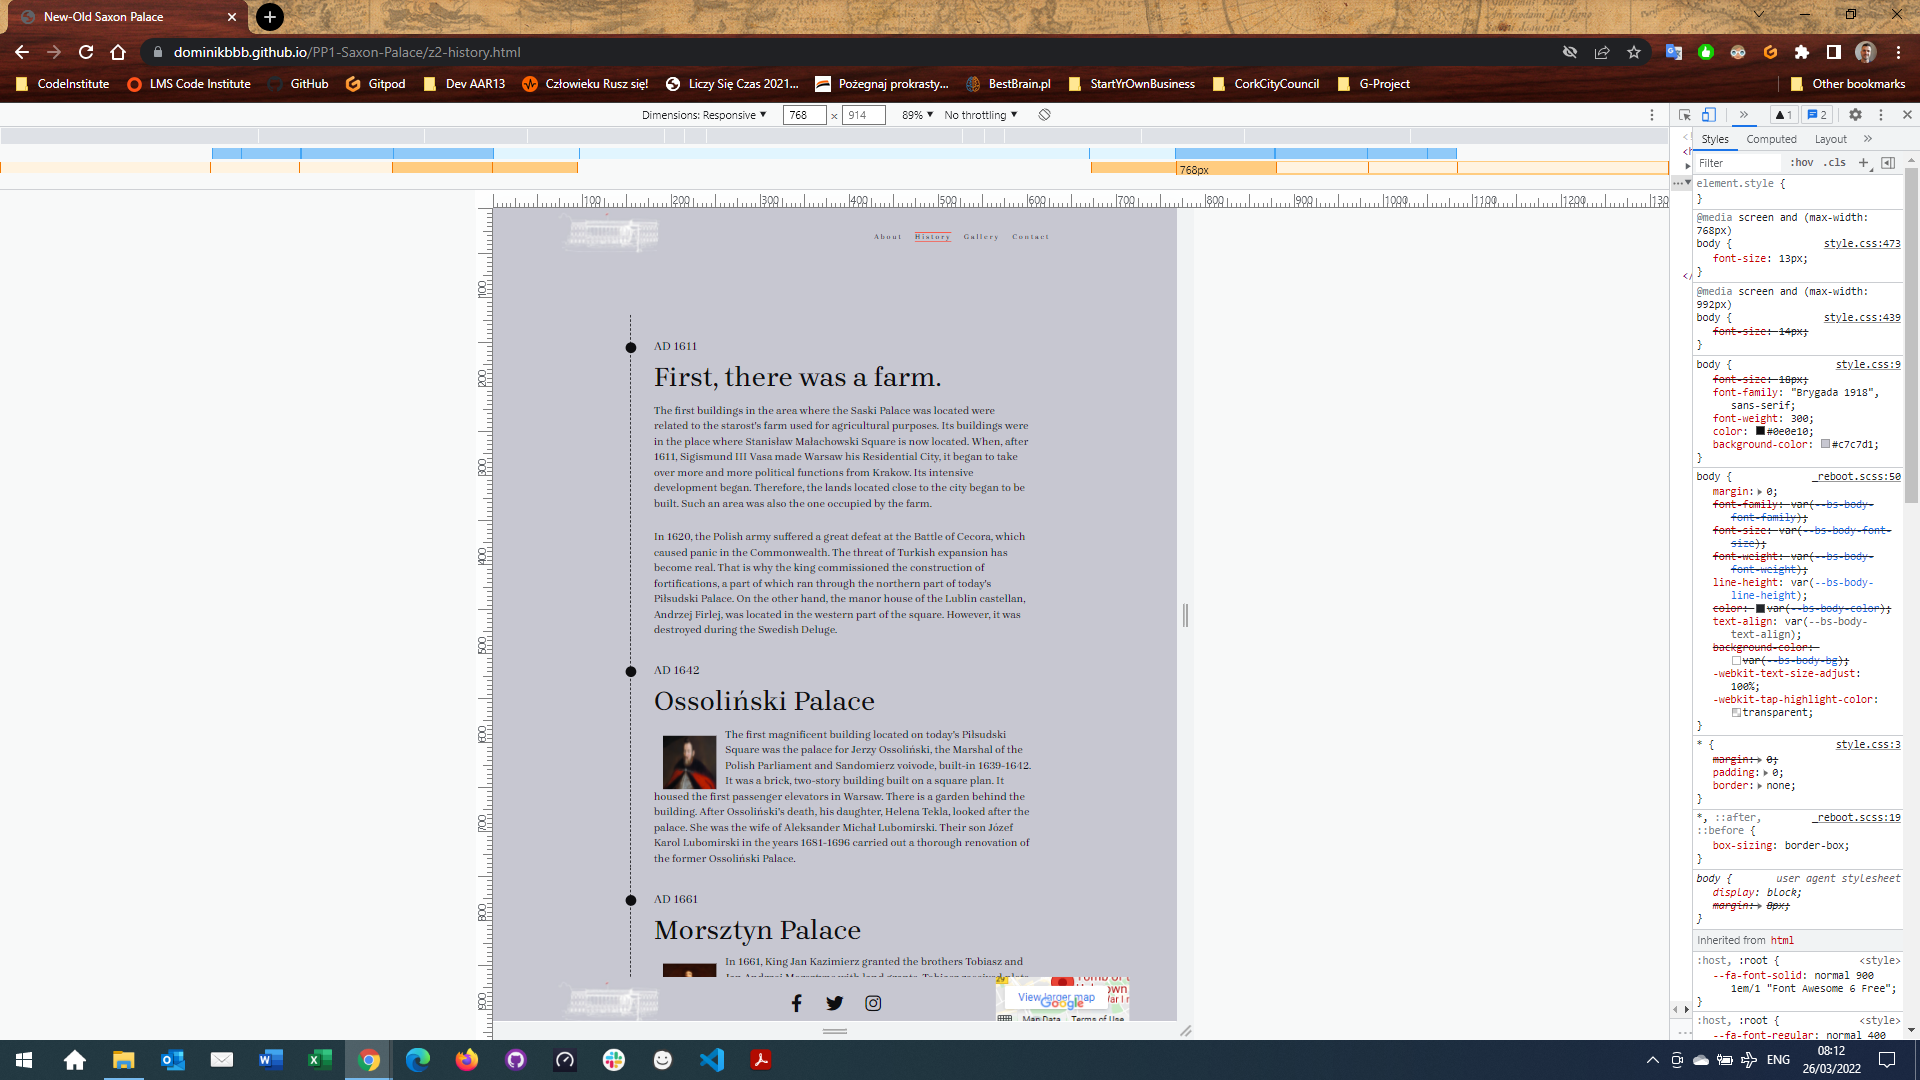 New-Old Saxon Palace
dominikbbb.github.io/PP1-Saxon-Palace/z2-history.html
CodeInstitute
LMS Code Institute
GitHub
Gitpod
Dev AAR13
Człowieku Rusz się!
Liczy Się Czas 2021...
Pożegnaj prokrasty...
BestBrain.pl
StartYrOwnBusiness
CorkCityCouncil
G-Project
Other bookmarks
Dimensions: Responsive
768
x
914
89%
No throttling
1
2
768px
100
200
300
400
500
600
700
800
900
1000
1100
1200
1300
About
History
Gallery
Contact
100
200
300
400
500
600
700
800
900
AD 1611
First, there was a farm.
The first buildings in the area where the Saski Palace was located were
related to the starost's farm used for agricultural purposes. Its buildings were
in the place where Stanisław Małachowski Square is now located. When, after
1611, Sigismund III Vasa made Warsaw his Residential City, it began to take
over more and more political functions from Krakow. Its intensive
development began. Therefore, the lands located close to the city began to be
built. Such an area was also the one occupied by the farm.
In 1620, the Polish army suffered a great defeat at the Battle of Cecora, which
caused panic in the Commonwealth. The threat of Turkish expansion has
become real. That is why the king commissioned the construction of
fortifications, a part of which ran through the northern part of today's
Piłsudski Palace. On the other hand, the manor house of the Lublin castellan,
Andrzej Firlej, was located in the western part of the square. However, it was
destroyed during the Swedish Deluge.
AD 1642
Ossoliński Palace
The first magnificent building located on today's Piłsudski
Square was the palace for Jerzy Ossoliński, the Marshal of the
Polish Parliament and Sandomierz voivode, built-in 1639-1642.
It was a brick, two-story building built on a square plan. It
housed the first passenger elevators in Warsaw. There is a garden behind the
building. After Ossoliński's death, his daughter, Helena Tekla, looked after the
palace. She was the wife of Aleksander Michał Lubomirski. Their son Józef
Karol Lubomirski in the years 1681-1696 carried out a thorough renovation of
the former Ossoliński Palace.
AD 1661
Morsztyn Palace
In 1661, King Jan Kazimierz granted the brothers Tobiasz and
View larger map
Google
Map Data
Terms of Use
Styles
Computed
Layout
Filter
:hov
.cls
element.style {
}
@media screen and (max-width:
768px)
body {
style.css:473
font-size: 13px;
}
@media screen and (max-width:
992px)
body {
style.css:439
font-size: 14px;
}
body {
style.css:9
font-size: 18px;
font-family: "Brygada 1918",
sans-serif;
font-weight: 300;
color: #0e0e10;
background-color: #c7c7d1;
}
body {
_reboot.scss:50
margin: 0;
font-family: var(--bs-body-
font-family);
font-size: var(--bs-body-font-
size);
font-weight: var(--bs-body-
font-weight);
line-height: var(--bs-body-
line-height);
color: var(--bs-body-color);
text-align: var(--bs-body-
text-align);
background-color:
var(--bs-body-bg);
-webkit-text-size-adjust:
100%;
-webkit-tap-highlight-color:
transparent;
}
* {
style.css:3
margin: 0;
padding: 0;
border: none;
}
*, ::after,
_reboot.scss:19
::before {
box-sizing: border-box;
}
body {
user agent stylesheet
display: block;
margin: 8px;
}
Inherited from html
:host, :root {
<style>
--fa-font-solid: normal 900
1em/1 "Font Awesome 6 Free";
}
:host, :root {
<style>
--fa-font-regular: normal 400
ENG
08:12
26/03/2022